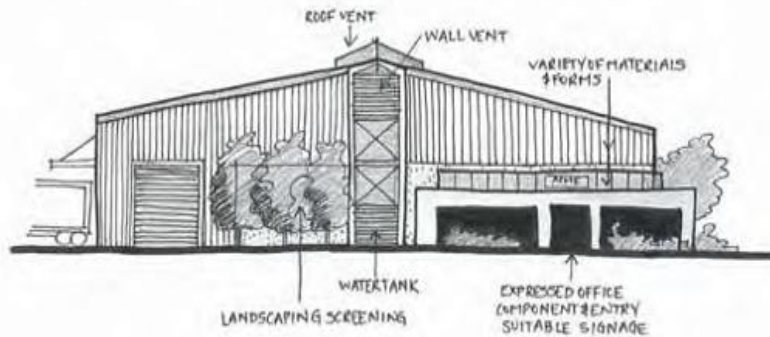 ROOF VENT
WALL VENT
VARIETY OF MATERIALS
& FORMS
WATERTANK
LANDSCAPING SCREENING
EXPRESSED OFFICE
COMPONENT & ENTRY
SUITABLE SIGNAGE